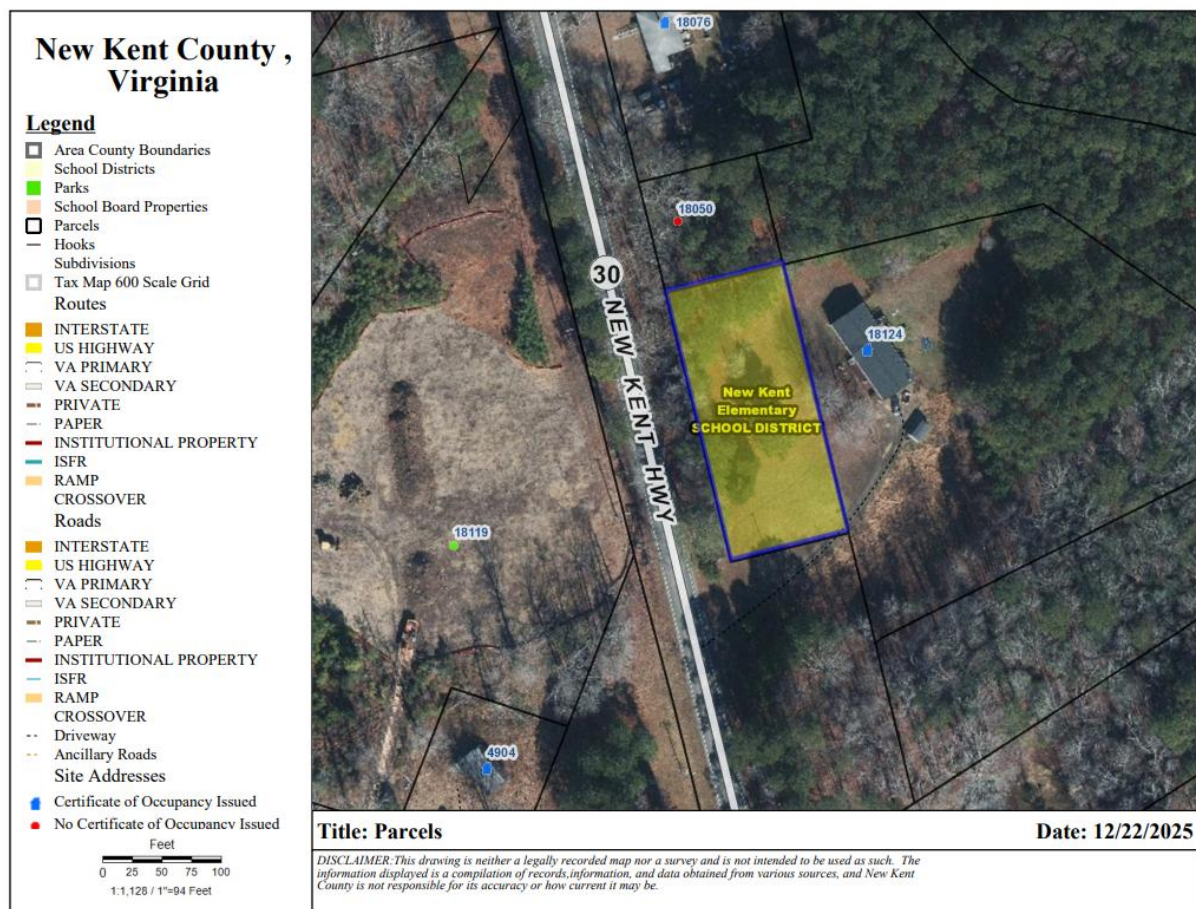 New Kent County ,
Virginia
Legend
Area County Boundaries
School Districts
Parks
School Board Properties
Parcels
Hooks
Subdivisions
Tax Map 600 Scale Grid
Routes
INTERSTATE
US HIGHWAY
VA PRIMARY
VA SECONDARY
PRIVATE
PAPER
INSTITUTIONAL PROPERTY
ISFR
RAMP
CROSSOVER
Roads
INTERSTATE
US HIGHWAY
VA PRIMARY
VA SECONDARY
PRIVATE
PAPER
INSTITUTIONAL PROPERTY
ISFR
RAMP
CROSSOVER
Driveway
Ancillary Roads
Site Addresses
Certificate of Occupancy Issued
No Certificate of Occupancy Issued
Feet
0 25 50 75 100
1:1,128 / 1"=94 Feet
18076
18050
30
NEW KENT HWY
18124
New Kent
Elementary
SCHOOL DISTRICT
18119
4904
Title: Parcels
Date: 12/22/2025
DISCLAIMER:This drawing is neither a legally recorded map nor a survey and is not intended to be used as such. The
information displayed is a compilation of records,information, and data obtained from various sources, and New Kent
County is not responsible for its accuracy or how current it may be.